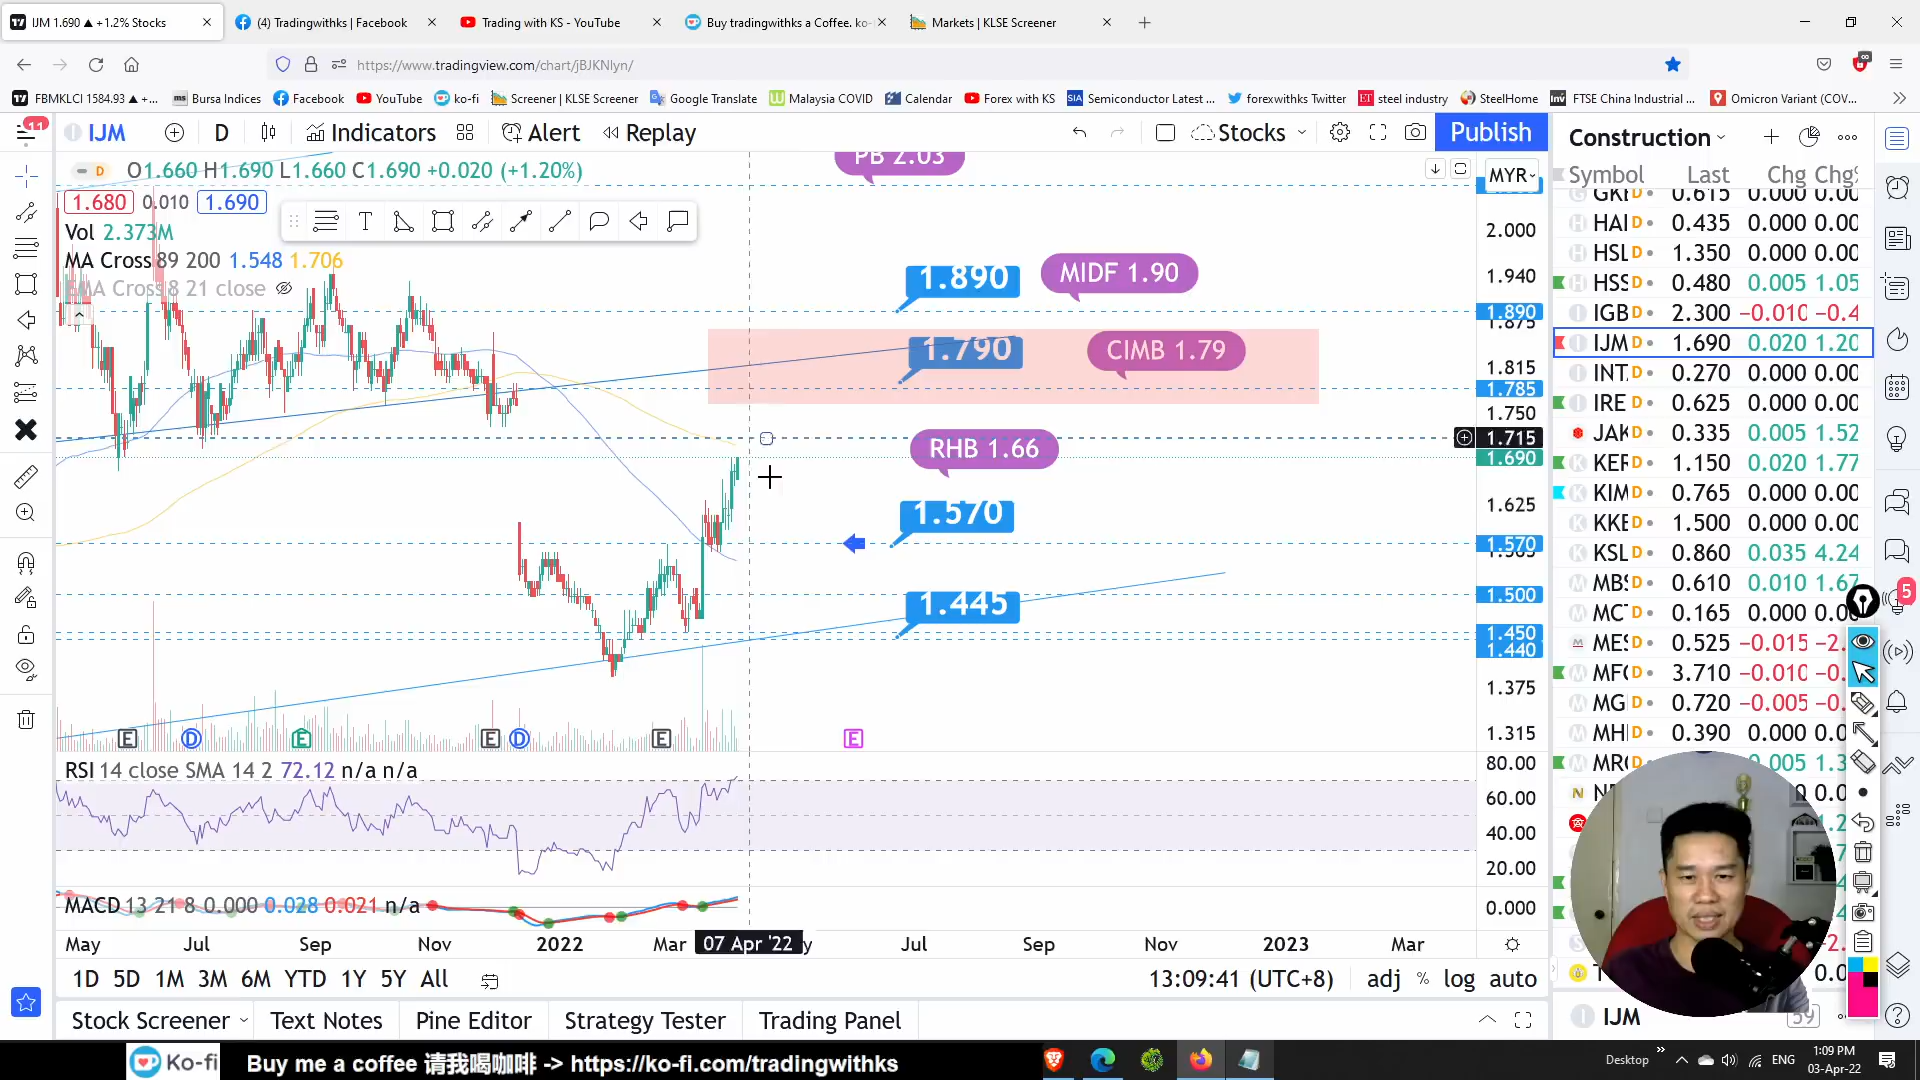 IJM 1.690 ▲ +1.2% Stocks
(4) Tradingwithks | Facebook
Trading with KS - YouTube
Buy tradingwithks a Coffee. ko-
Markets | KLSE Screener
https://www.tradingview.com/chart/jBJKNlyn/
FBMKLCI 1584.93 ▲ +...
Bursa Indices
Facebook
YouTube
ko-fi
Screener | KLSE Screener
Google Translate
Malaysia COVID
Calendar
Forex with KS
Semiconductor Latest ...
forexwithks Twitter
steel industry
SteelHome
FTSE China Industrial ...
Omicron Variant (COV...
11
IJM
D
Indicators
Alert
Replay
Stocks
Publish
Construction
D O1.660 H1.690 L1.660 C1.690 +0.020 (+1.20%)
1.680 0.010 1.690
Vol 2.373M
MA Cross 89 200 1.548 1.706
EMA Cross 8 21 close
PB 2.03
MIDF 1.90
1.890
CIMB 1.79
1.790
RHB 1.66
1.570
1.445
MYR
2.000
1.940
1.890
1.875
1.815
1.785
1.750
1.715
1.690
1.625
1.570
1.500
1.450
1.440
1.375
1.315
E D E E D E E
RSI 14 close SMA 14 2 72.12 n/a n/a
80.00
60.00
40.00
20.00
MACD 13 21 8 0.000 0.028 0.021 n/a
0.000
May Jul Sep Nov 2022 Mar 07 Apr '22 Jul Sep Nov 2023 Mar
1D 5D 1M 3M 6M YTD 1Y 5Y All
13:09:41 (UTC+8) adj % log auto
Stock Screener
Text Notes
Pine Editor
Strategy Tester
Trading Panel
Symbol Last Chg Chg%
GKE D 0.615 0.000 0.00
HAI D 0.435 0.000 0.00
HSL D 1.350 0.000 0.00
HSS D 0.480 0.005 1.05
IGB D 2.300 −0.010 −0.4
IJM D 1.690 0.020 1.20
INT D 0.270 0.000 0.00
IRE D 0.625 0.000 0.00
JAK D 0.335 0.005 1.52
KER D 1.150 0.020 1.77
KIM D 0.765 0.000 0.00
KKE D 1.500 0.000 0.00
KSL D 0.860 0.035 4.24
MBS D 0.610 0.010 1.67
MC D 0.165 0.000 0.00
MES D 0.525 −0.015 −2.
MFC D 3.710 −0.010 −0.
MG D 0.720 −0.005 −0.
MH D 0.390 0.000 0.00
MR
5
IJM
59
Ko-fi
Buy me a coffee 请我喝咖啡 -> https://ko-fi.com/tradingwithks
Desktop
ENG
1:09 PM
03-Apr-22